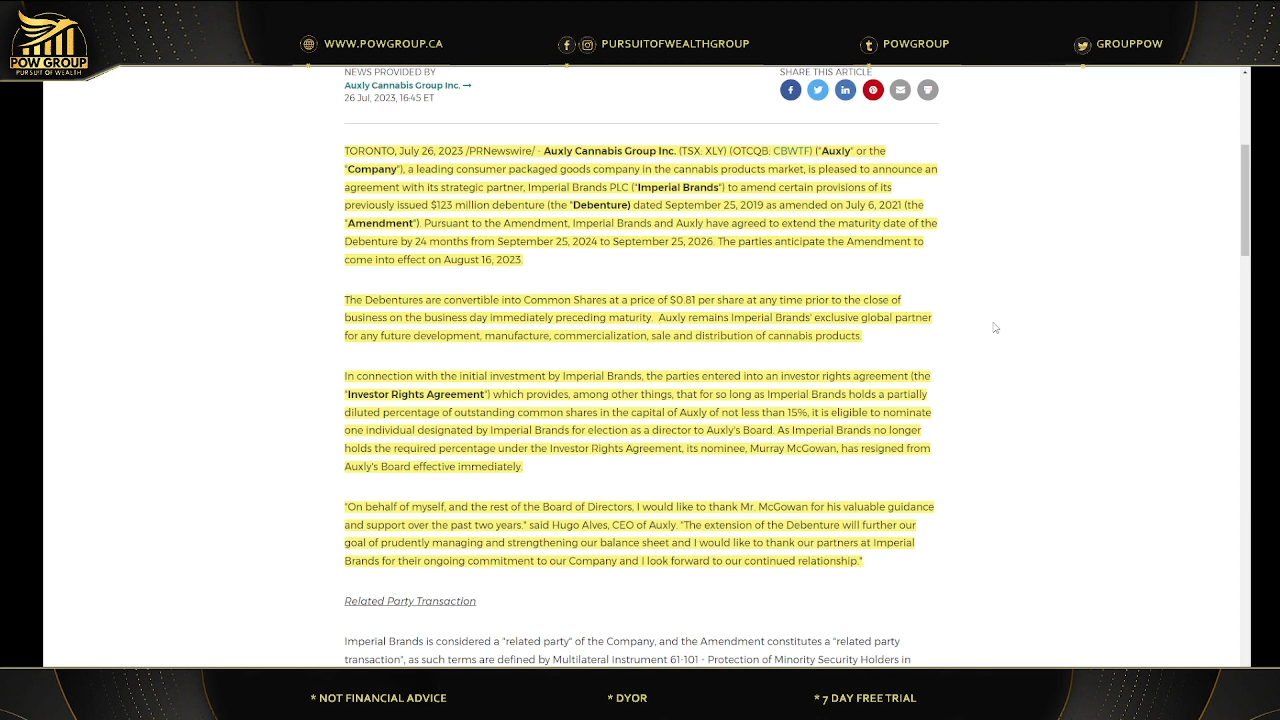 POW GROUP
PURSUIT OF WEALTH
WWW.POWGROUP.CA
PURSUITOFWEALTHGROUP
POWGROUP
GROUPPOW
NEWS PROVIDED BY
Auxly Cannabis Group Inc. →
26 Jul, 2023, 16:45 ET
SHARE THIS ARTICLE
TORONTO, July 26, 2023 /PRNewswire/ - Auxly Cannabis Group Inc. (TSX: XLY) (OTCQB: CBWTF) ("Auxly" or the
"Company"), a leading consumer packaged goods company in the cannabis products market, is pleased to announce an
agreement with its strategic partner, Imperial Brands PLC ("Imperial Brands") to amend certain provisions of its
previously issued $123 million debenture (the "Debenture) dated September 25, 2019 as amended on July 6, 2021 (the
"Amendment"). Pursuant to the Amendment, Imperial Brands and Auxly have agreed to extend the maturity date of the
Debenture by 24 months from September 25, 2024 to September 25, 2026. The parties anticipate the Amendment to
come into effect on August 16, 2023.
The Debentures are convertible into Common Shares at a price of $0.81 per share at any time prior to the close of
business on the business day immediately preceding maturity.  Auxly remains Imperial Brands' exclusive global partner
for any future development, manufacture, commercialization, sale and distribution of cannabis products.
In connection with the initial investment by Imperial Brands, the parties entered into an investor rights agreement (the
"Investor Rights Agreement") which provides, among other things, that for so long as Imperial Brands holds a partially
diluted percentage of outstanding common shares in the capital of Auxly of not less than 15%, it is eligible to nominate
one individual designated by Imperial Brands for election as a director to Auxly's Board. As Imperial Brands no longer
holds the required percentage under the Investor Rights Agreement, its nominee, Murray McGowan, has resigned from
Auxly's Board effective immediately.
"On behalf of myself, and the rest of the Board of Directors, I would like to thank Mr. McGowan for his valuable guidance
and support over the past two years." said Hugo Alves, CEO of Auxly. "The extension of the Debenture will further our
goal of prudently managing and strengthening our balance sheet and I would like to thank our partners at Imperial
Brands for their ongoing commitment to our Company and I look forward to our continued relationship."
Related Party Transaction
Imperial Brands is considered a "related party" of the Company, and the Amendment constitutes a "related party
transaction", as such terms are defined by Multilateral Instrument 61-101 - Protection of Minority Security Holders in
* NOT FINANCIAL ADVICE
* DYOR
* 7 DAY FREE TRIAL